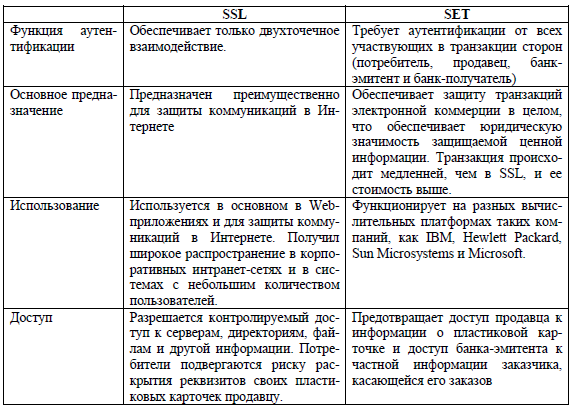 SSL SET
Функция аутен- Обеспечивает только двухточечное Требует аутентификации от всех
тификации взаимодействие. участвующих в транзакции сторон
(потребитель, продавец, банк-
эмитент и банк-получатель)
Основное предна- Предназначен преимущественно Обеспечивает защиту транзакций
значение для защиты коммуникаций в Ин- электронной коммерции в целом,
тернете что обеспечивает юридическую
значимость защищаемой ценной
информации. Транзакция происхо-
дит медленней, чем в SSL, и ее
стоимость выше.
Использование Используется в основном в Web- Функционирует на разных вычис-
приложениях и для защиты комму- лительных платформах таких ком-
никаций в Интернете. Получил паний, как IBM, Hewlett Packard,
широкое распространение в корпо- Sun Microsystems и Microsoft.
ративных интранет-сетях и в сис-
темах с небольшим количеством
пользователей.
Доступ Разрешается контролируемый дос- Предотвращает доступ продавца к
туп к серверам, директориям, фай- информации о пластиковой кар-
лам и другой информации. Потре- точке и доступ банка-эмитента к
бители подвергаются риску рас- частной информации заказчика,
крытия реквизитов своих пласти- касающейся его заказов
ковых карточек продавцу.